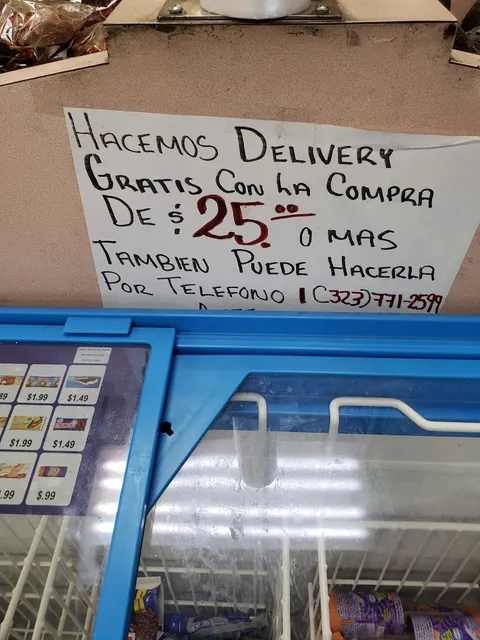 HACEMOS DELIVERY
GRATIS CON LA COMPRA
DE $ 25.00 O MAS
TAMBIEN PUEDE HACERLA
POR TELEFONO 1 (323) 771-2599
$1.99 $1.49
$1.99 $1.49
.99 $.99